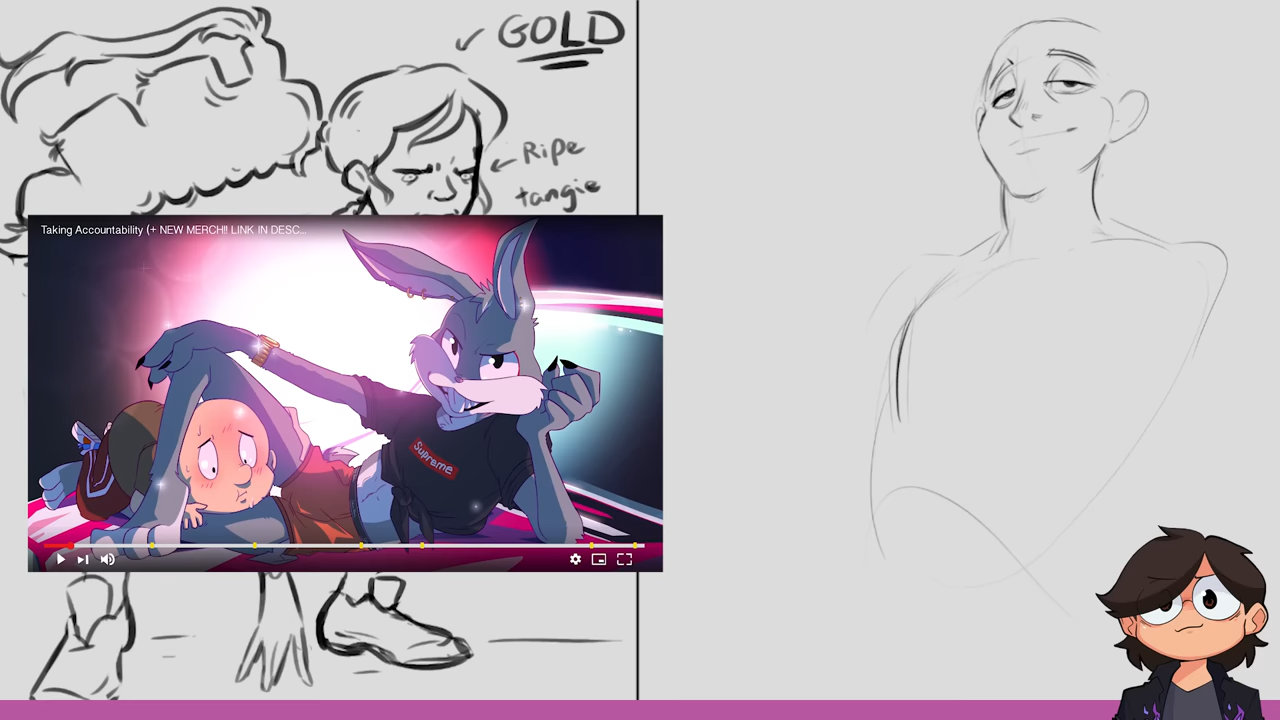 GOLD
Ripe
tangie
Taking Accountability (+ NEW MERCH!! LINK IN DESC...
Supreme